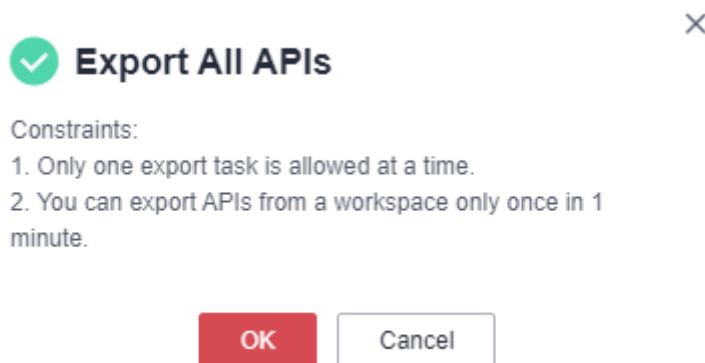 Export All APIs
Constraints:
1. Only one export task is allowed at a time.
2. You can export APIs from a workspace only once in 1
minute.
OK
Cancel